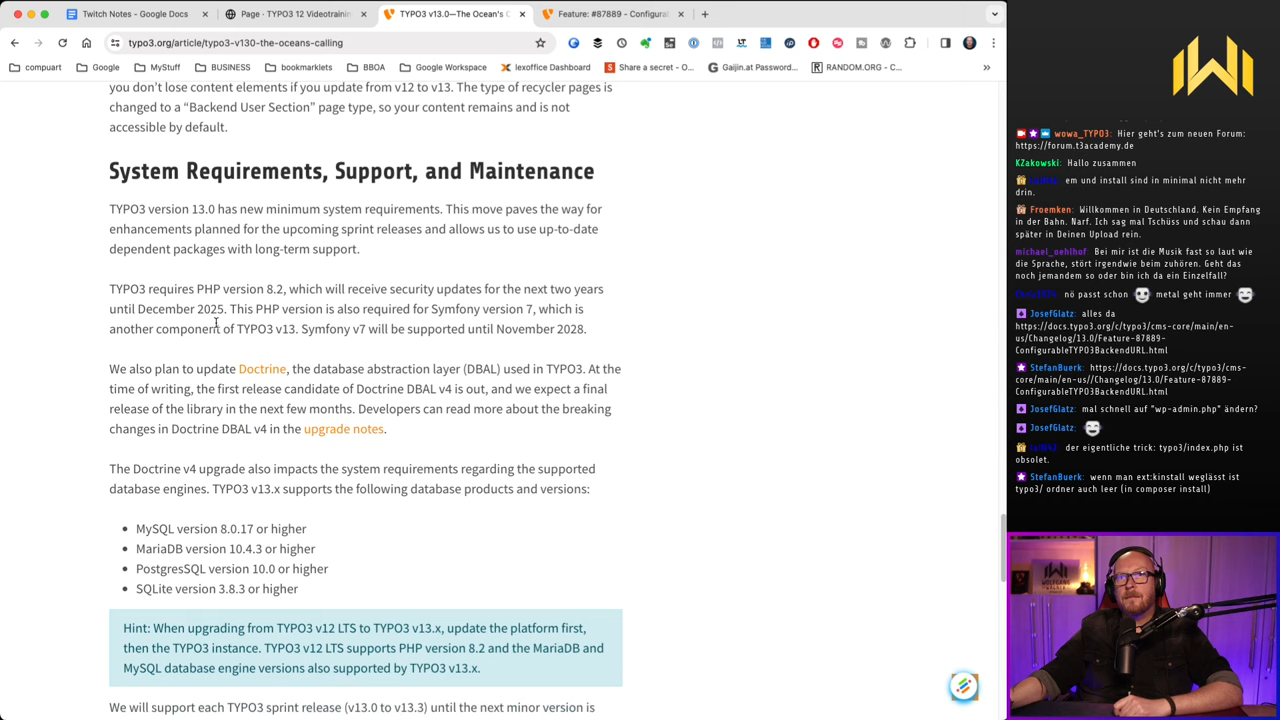 Twitch Notes - Google Docs
Page · TYPO3 12 Videotrainin
TYPO3 v13.0—The Ocean's C
Feature: #87889 - Configural
typo3.org/article/typo3-v130-the-oceans-calling
compuart
Google
MyStuff
BUSINESS
bookmarklets
BBOA
Google Workspace
lexoffice Dashboard
Share a secret - O...
Gaijin.at Password...
RANDOM.ORG - C...
»
you don't lose content elements if you update from v12 to v13. The type of recycler pages is
changed to a “Backend User Section” page type, so your content remains and is not
accessible by default.
System Requirements, Support, and Maintenance
TYPO3 version 13.0 has new minimum system requirements. This move paves the way for
enhancements planned for the upcoming sprint releases and allows us to use up-to-date
dependent packages with long-term support.
TYPO3 requires PHP version 8.2, which will receive security updates for the next two years
until December 2025. This PHP version is also required for Symfony version 7, which is
another component of TYPO3 v13. Symfony v7 will be supported until November 2028.
We also plan to update Doctrine, the database abstraction layer (DBAL) used in TYPO3. At the
time of writing, the first release candidate of Doctrine DBAL v4 is out, and we expect a final
release of the library in the next few months. Developers can read more about the breaking
changes in Doctrine DBAL v4 in the upgrade notes.
The Doctrine v4 upgrade also impacts the system requirements regarding the supported
database engines. TYPO3 v13.x supports the following database products and versions:
• MySQL version 8.0.17 or higher
• MariaDB version 10.4.3 or higher
• PostgresSQL version 10.0 or higher
• SQLite version 3.8.3 or higher
Hint: When upgrading from TYPO3 v12 LTS to TYPO3 v13.x, update the platform first,
then the TYPO3 instance. TYPO3 v12 LTS supports PHP version 8.2 and the MariaDB and
MySQL database engine versions also supported by TYPO3 v13.x.
We will support each TYPO3 sprint release (v13.0 to v13.3) until the next minor version is
wowa_TYPO3: Hier geht's zum neuen Forum:
https://forum.t3academy.de
KZakowski: Hallo zusammen
em und install sind in minimal nicht mehr
drin.
Froemken: Willkommen in Deutschland. Kein Empfang
in der Bahn. Narf. Ich sag mal Tschüss und schau dann
später in Deinen Upload rein.
michael_oehlhof: Bei mir ist die Musik fast so laut wie
die Sprache, stört irgendwie beim zuhören. Geht das
noch jemandem so oder bin ich da ein Einzelfall?
nö passt schon metal geht immer
JosefGlatz: alles da
https://docs.typo3.org/c/typo3/cms-core/main/en-
us/Changelog/13.0/Feature-87889-
ConfigurableTYPO3BackendURL.html
StefanBuerk: https://docs.typo3.org/c/typo3/cms-
core/main/en-us//Changelog/13.0/Feature-87889-
ConfigurableTYPO3BackendURL.html
JosefGlatz: mal schnell auf "wp-admin.php" ändern?
JosefGlatz:
der eigentliche trick: typo3/index.php ist
obsolet.
StefanBuerk: wenn man ext:kinstall weglässt ist
typo3/ ordner auch leer (in composer install)